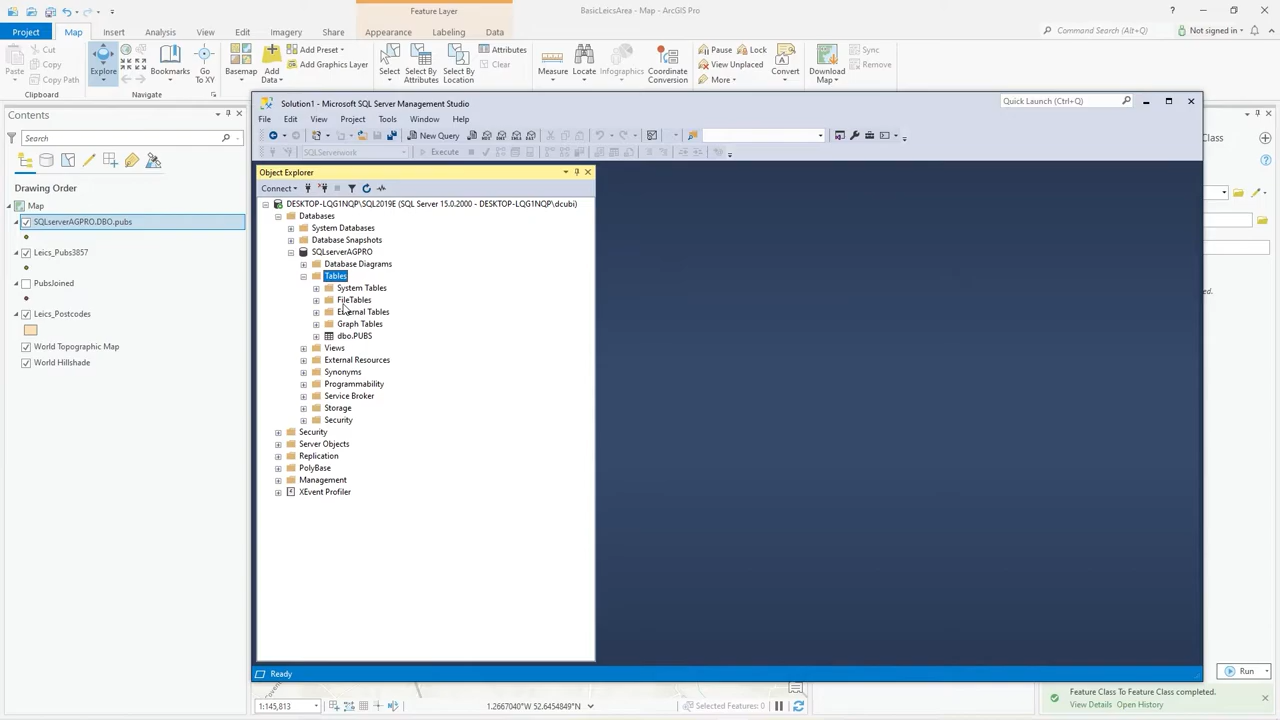 Feature Layer
BasicLeicsArea - Map - ArcGIS Pro
?
Project
Map
Insert
Analysis
View
Edit
Imagery
Share
Appearance
Labeling
Data
Command Search (Alt+Q)
Not signed in
Paste
Cut
Copy
Copy Path
Clipboard
Explore
Bookmarks
Go To XY
Navigate
Basemap
Add Data
Add Preset
Add Graphics Layer
Select
Select By Attributes
Select By Location
Attributes
Clear
Measure
Locate
Infographics
Coordinate Conversion
Pause
Lock
View Unplaced
More
Convert
Download Map
Sync
Remove
Contents
Search
Drawing Order
Map
SQLserverAGPRO.DBO.pubs
Leics_Pubs3857
PubsJoined
Leics_Postcodes
World Topographic Map
World Hillshade
Solution1 - Microsoft SQL Server Management Studio
Quick Launch (Ctrl+Q)
File
Edit
View
Project
Tools
Window
Help
New Query
SQLServerwork
Execute
Object Explorer
Connect
DESKTOP-LQG1NQP\SQL2019E (SQL Server 15.0.2000 - DESKTOP-LQG1NQP\dcubi)
Databases
System Databases
Database Snapshots
SQLserverAGPRO
Database Diagrams
Tables
System Tables
FileTables
External Tables
Graph Tables
dbo.PUBS
Views
External Resources
Synonyms
Programmability
Service Broker
Storage
Security
Security
Server Objects
Replication
PolyBase
Management
XEvent Profiler
Ready
Class
ds.
Run
1:145,813
1.2667040°W 52.6454849°N
Selected Features: 0
Feature Class To Feature Class completed.
View Details Open History